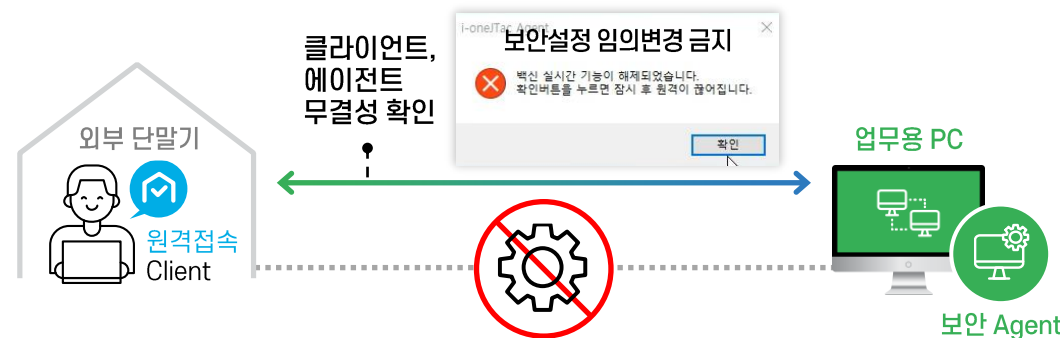 클라이언트,
에이전트
무결성 확인
i-oneJTac Agent
보안설정 임의변경 금지
백신 실시간 기능이 해제되었습니다.
확인버튼을 누르면 잠시 후 원격이 끊어집니다.
확인
외부 단말기
원격접속
Client
업무용 PC
보안 Agent